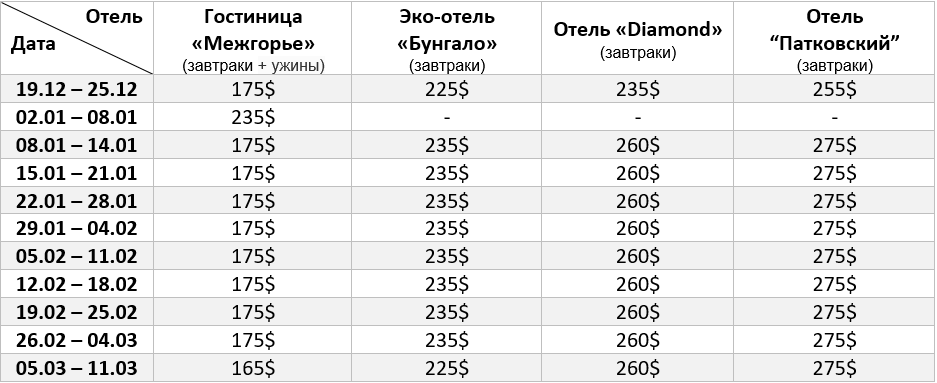 Отель Гостиница Эко-отель Отель
Дата «Межгорье» «Бунгало» Отель «Diamond» “Патковский”
(завтраки + ужины) (завтраки) (завтраки) (завтраки)
19.12 – 25.12 175$ 225$ 235$ 255$
02.01 – 08.01 235$ - - -
08.01 – 14.01 175$ 235$ 260$ 275$
15.01 – 21.01 175$ 235$ 260$ 275$
22.01 – 28.01 175$ 235$ 260$ 275$
29.01 – 04.02 175$ 235$ 260$ 275$
05.02 – 11.02 175$ 235$ 260$ 275$
12.02 – 18.02 175$ 235$ 260$ 275$
19.02 – 25.02 175$ 235$ 260$ 275$
26.02 – 04.03 175$ 235$ 260$ 275$
05.03 – 11.03 165$ 225$ 260$ 275$